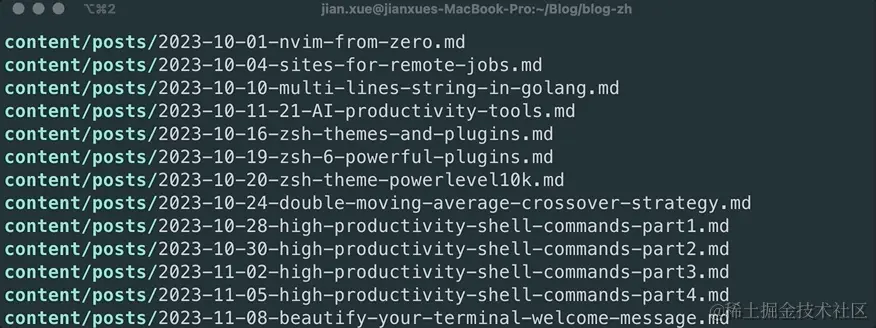 ⌥⌘2 jian.xue@jianxues-MacBook-Pro:~/Blog/blog-zh
content/posts/2023-10-01-nvim-from-zero.md
content/posts/2023-10-04-sites-for-remote-jobs.md
content/posts/2023-10-10-multi-lines-string-in-golang.md
content/posts/2023-10-11-21-AI-productivity-tools.md
content/posts/2023-10-16-zsh-themes-and-plugins.md
content/posts/2023-10-19-zsh-6-powerful-plugins.md
content/posts/2023-10-20-zsh-theme-powerlevel10k.md
content/posts/2023-10-24-double-moving-average-crossover-strategy.md
content/posts/2023-10-28-high-productivity-shell-commands-part1.md
content/posts/2023-10-30-high-productivity-shell-commands-part2.md
content/posts/2023-11-02-high-productivity-shell-commands-part3.md
content/posts/2023-11-05-high-productivity-shell-commands-part4.md
content/posts/2023-11-08-beautify-your-terminal-welcome-message.md
@稀土掘金技术社区